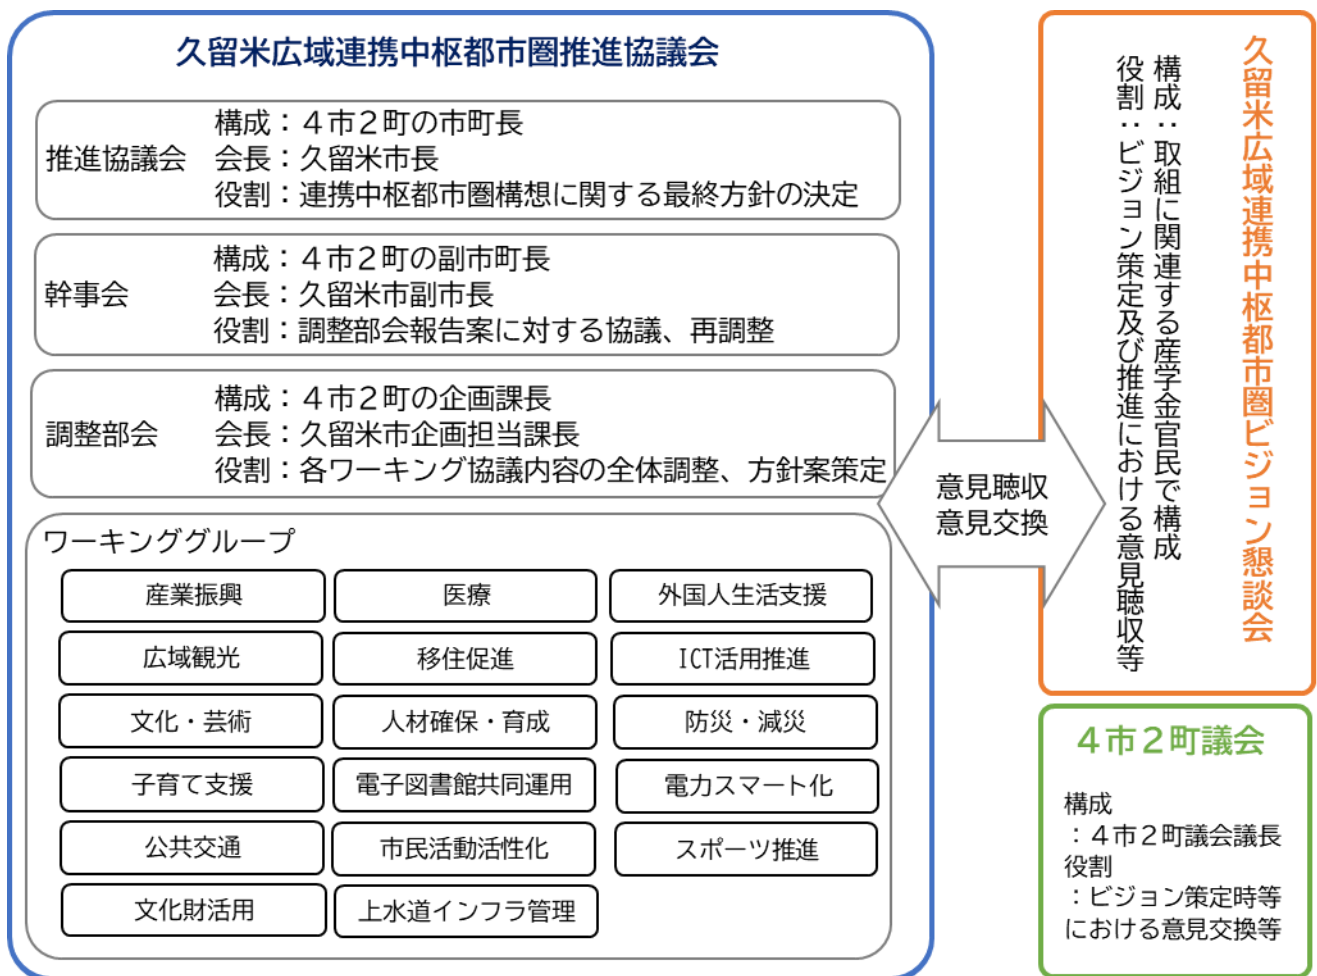 久留米広域連携中枢都市圏推進協議会
推進協議会
構成：４市２町の市町長
会長：久留米市長
役割：連携中枢都市圏構想に関する最終方針の決定
幹事会
構成：４市２町の副市町長
会長：久留米市副市長
役割：調整部会報告案に対する協議、再調整
調整部会
構成：４市２町の企画課長
会長：久留米市企画担当課長
役割：各ワーキング協議内容の全体調整、方針案策定
ワーキンググループ
産業振興
医療
外国人生活支援
広域観光
移住促進
ICT活用推進
文化・芸術
人材確保・育成
防災・減災
子育て支援
電子図書館共同運用
電力スマート化
公共交通
市民活動活性化
スポーツ推進
文化財活用
上水道インフラ管理
意見聴収
意見交換
久留米広域連携中枢都市圏ビジョン懇談会
構成：取組に関連する産学金官民で構成
役割：ビジョン策定及び推進における意見聴収等
４市２町議会
構成
：４市２町議会議長
役割
：ビジョン策定時等
における意見交換等